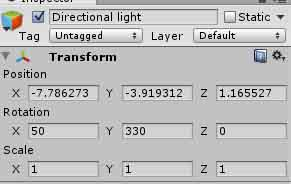 Inspector
Directional light Static
Tag Untagged Layer Default
Transform
Position
X -7.786273 Y -3.919312 Z 1.165527
Rotation
X 50 Y 330 Z 0
Scale
X 1 Y 1 Z 1